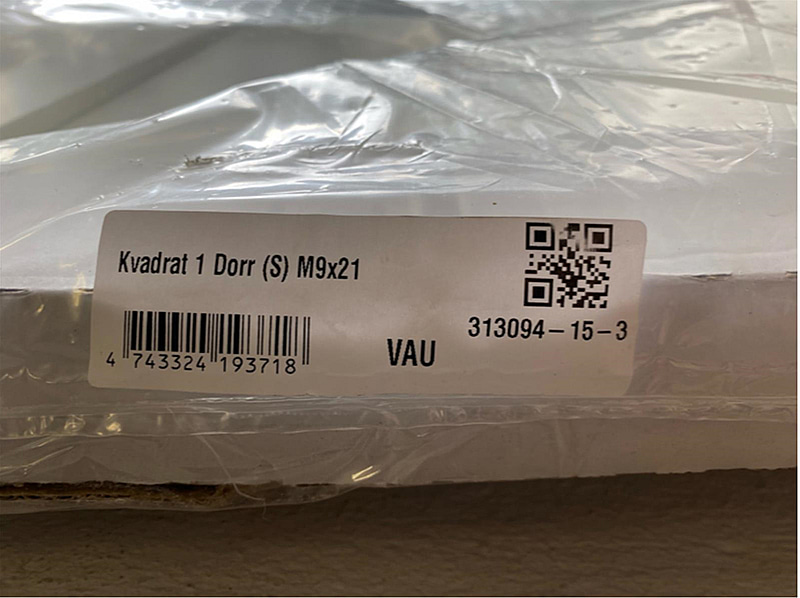 Kvadrat 1 Dorr (S) M9x21
313094-15-3
VAU
4 743324 193718